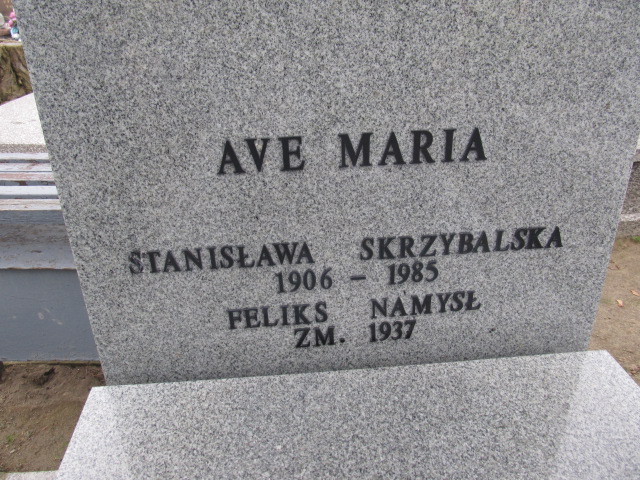 AVE MARIA
STANISŁAWA SKRZYBALSKA
1906 – 1985
FELIKS NAMYSŁ
ZM. 1937